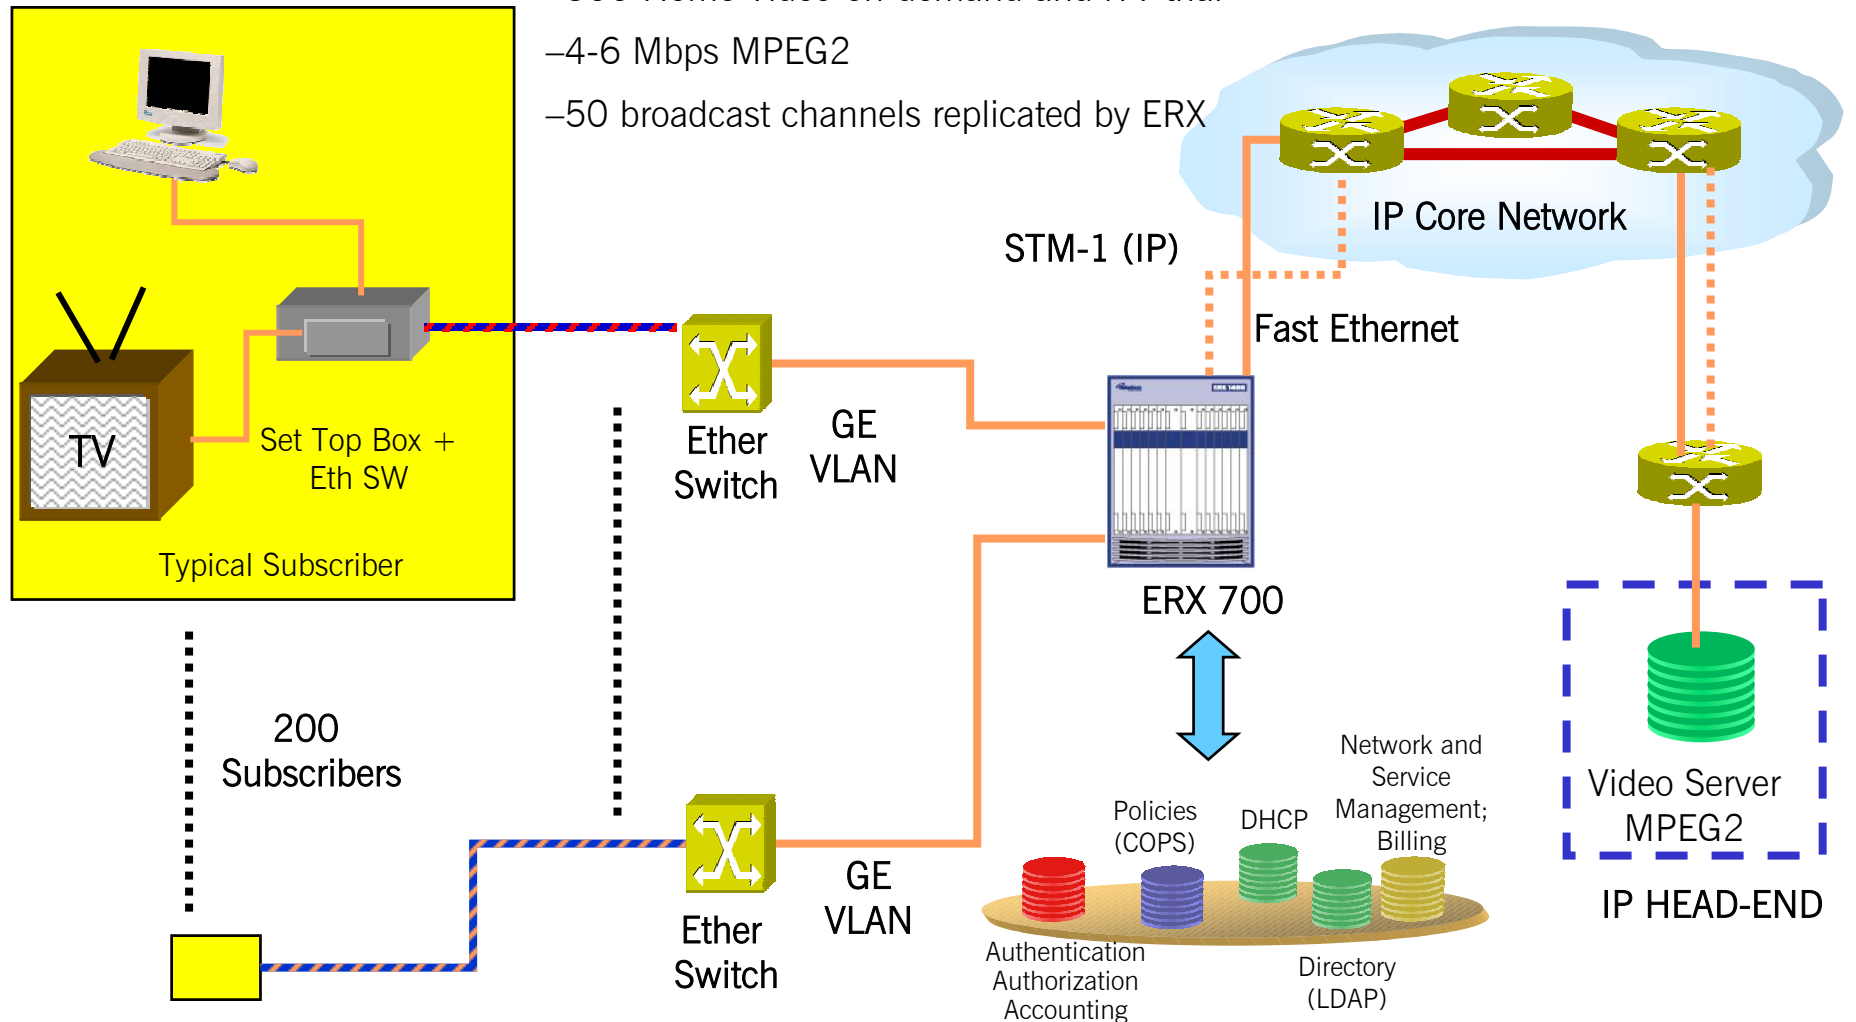 –4-6 Mbps MPEG2
–50 broadcast channels replicated by ERX
IP Core Network
STM-1 (IP)
Fast Ethernet
TV
Set Top Box +
Eth SW
Typical Subscriber
Ether
Switch
GE
VLAN
ERX 700
200
Subscribers
Ether
Switch
GE
VLAN
Policies
(COPS)
DHCP
Network and
Service
Management;
Billing
Authentication
Authorization
Accounting
Directory
(LDAP)
Video Server
MPEG2
IP HEAD-END